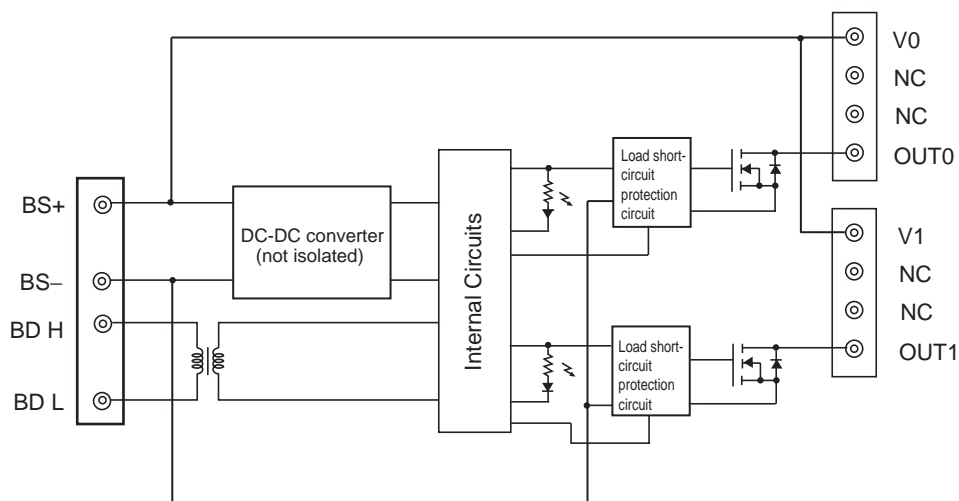 BS+
BS−
BD H
BD L
DC-DC converter
(not isolated)
Internal Circuits
Load short-
circuit
protection
circuit
Load short-
circuit
protection
circuit
V0
NC
NC
OUT0
V1
NC
NC
OUT1